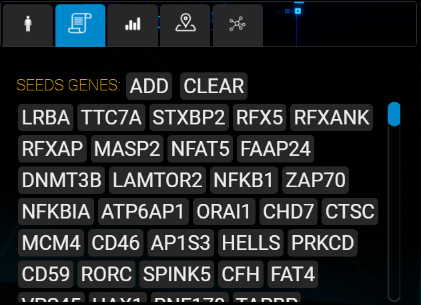 SEEDS GENES: ADD CLEAR
LRBA TTC7A STXBP2 RFX5 RFXANK
RFXAP MASP2 NFAT5 FAAP24
DNMT3B LAMTOR2 NFKB1 ZAP70
NFKBIA ATP6AP1 ORAI1 CHD7 CTSC
MCM4 CD46 AP1S3 HELLS PRKCD
CD59 RORC SPINK5 CFH FAT4